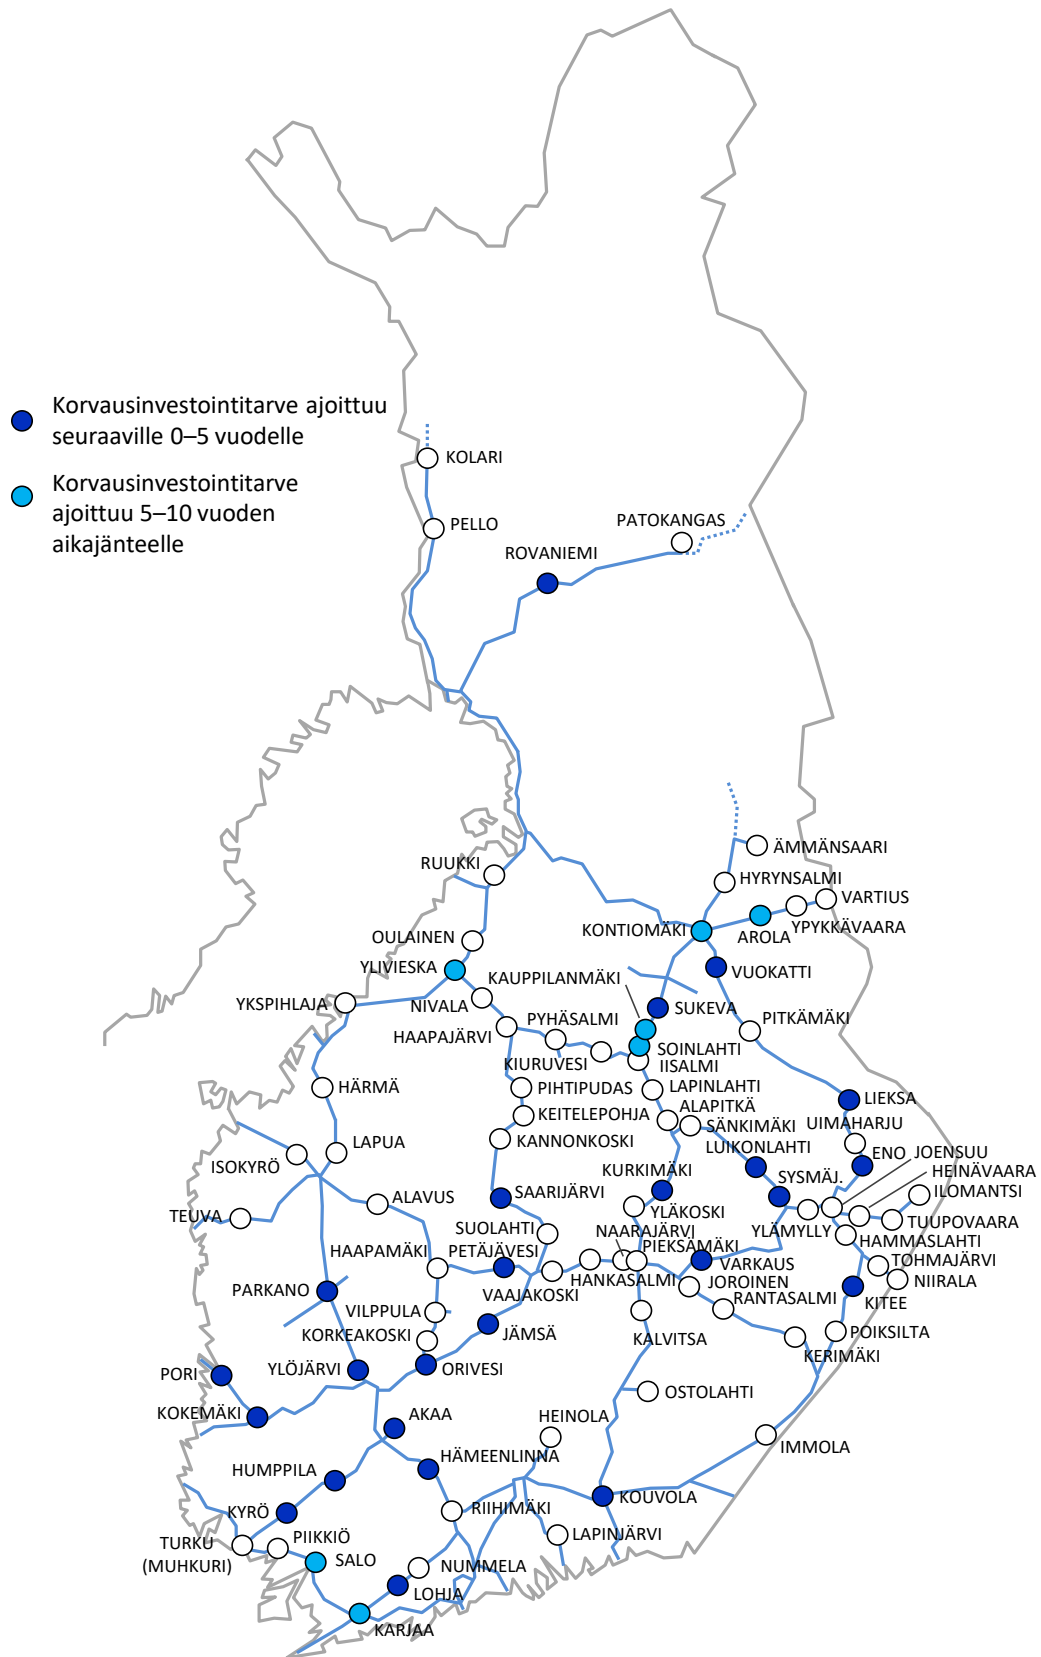 Korvausinvestointitarve ajoittuu
seuraaville 0–5 vuodelle
Korvausinvestointitarve
ajoittuu 5–10 vuoden
aikajänteelle
KOLARI
PELLO
PATOKANGAS
ROVANIEMI
ÄMMÄNSAARI
RUUKKI
HYRYNSALMI
VARTIUS
YPYKKÄVAARA
KONTIOMÄKI
AROLA
OULAINEN
YLIVIESKA
KAUPPILANMÄKI
VUOKATTI
YKSPIHLAJA
NIVALA
SUKEVA
PYHÄSALMI
PITKÄMÄKI
HAAPAJÄRVI
SOINLAHTI
KIURUVESI
IISALMI
HÄRMÄ
PIHTIPUDAS
LAPINLAHTI
LIEKSA
KEITELEPOHJA
ALAPITKÄ
UIMAHARJU
SÄNKIMÄKI
KANNONKOSKI
LUIKONLAHTI
LAPUA
ISOKYRÖ
ENO
JOENSUU
HEINÄVAARA
KURKIMÄKI
SYSMÄJ.
ILOMANTSI
ALAVUS
SAARIJÄRVI
YLÄKOSKI
TEUVA
SUOLAHTI
NAARAJÄRVI
YLÄMYLLY
TUUPOVAARA
HAMMASLAHTI
HAAPAMÄKI
PETÄJÄVESI
PIEKSÄMÄKI
VARKAUS
TOHMAJÄRVI
HANKASALMI
JOROINEN
NIIRALA
PARKANO
VAAJAKOSKI
RANTASALMI
KITEE
VILPPULA
JÄMSÄ
KORKEAKOSKI
KALVITSA
POIKSILTA
KERIMÄKI
PORI
YLÖJÄRVI
ORIVESI
OSTOLAHTI
KOKEMÄKI
AKAA
HEINOLA
IMMOLA
HÄMEENLINNA
HUMPPILA
KOUVOLA
KYRÖ
RIIHIMÄKI
LAPINJÄRVI
TURKU
(MUHKURI)
PIIKKIÖ
SALO
NUMMELA
LOHJA
KARJAA